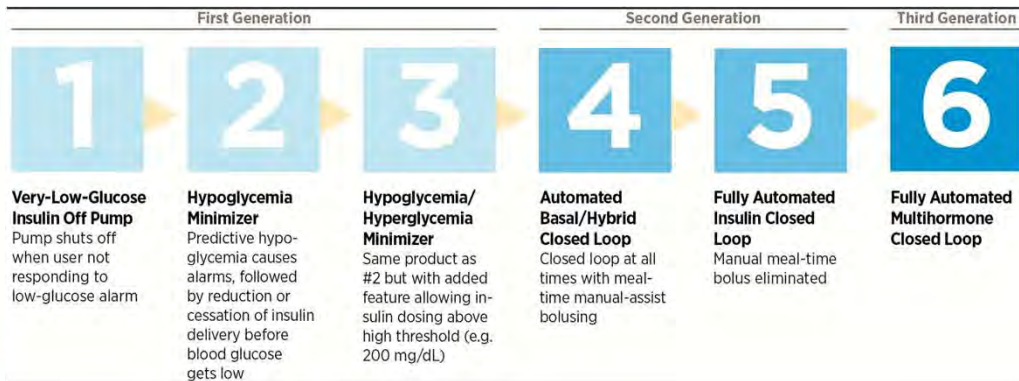 First Generation
Second Generation
Third Generation
1
2
3
4
5
6
Very-Low-Glucose
Insulin Off Pump
Pump shuts off
when user not
responding to
low-glucose alarm
Hypoglycemia
Minimizer
Predictive hypo-
glycemia causes
alarms, followed
by reduction or
cessation of insulin
delivery before
blood glucose
gets low
Hypoglycemia/
Hyperglycemia
Minimizer
Same product as
#2 but with added
feature allowing in-
sulin dosing above
high threshold (e.g.
200 mg/dL)
Automated
Basal/Hybrid
Closed Loop
Closed loop at all
times with meal-
time manual-assist
bolusing
Fully Automated
Insulin Closed
Loop
Manual meal-time
bolus eliminated
Fully Automated
Multihormone
Closed Loop